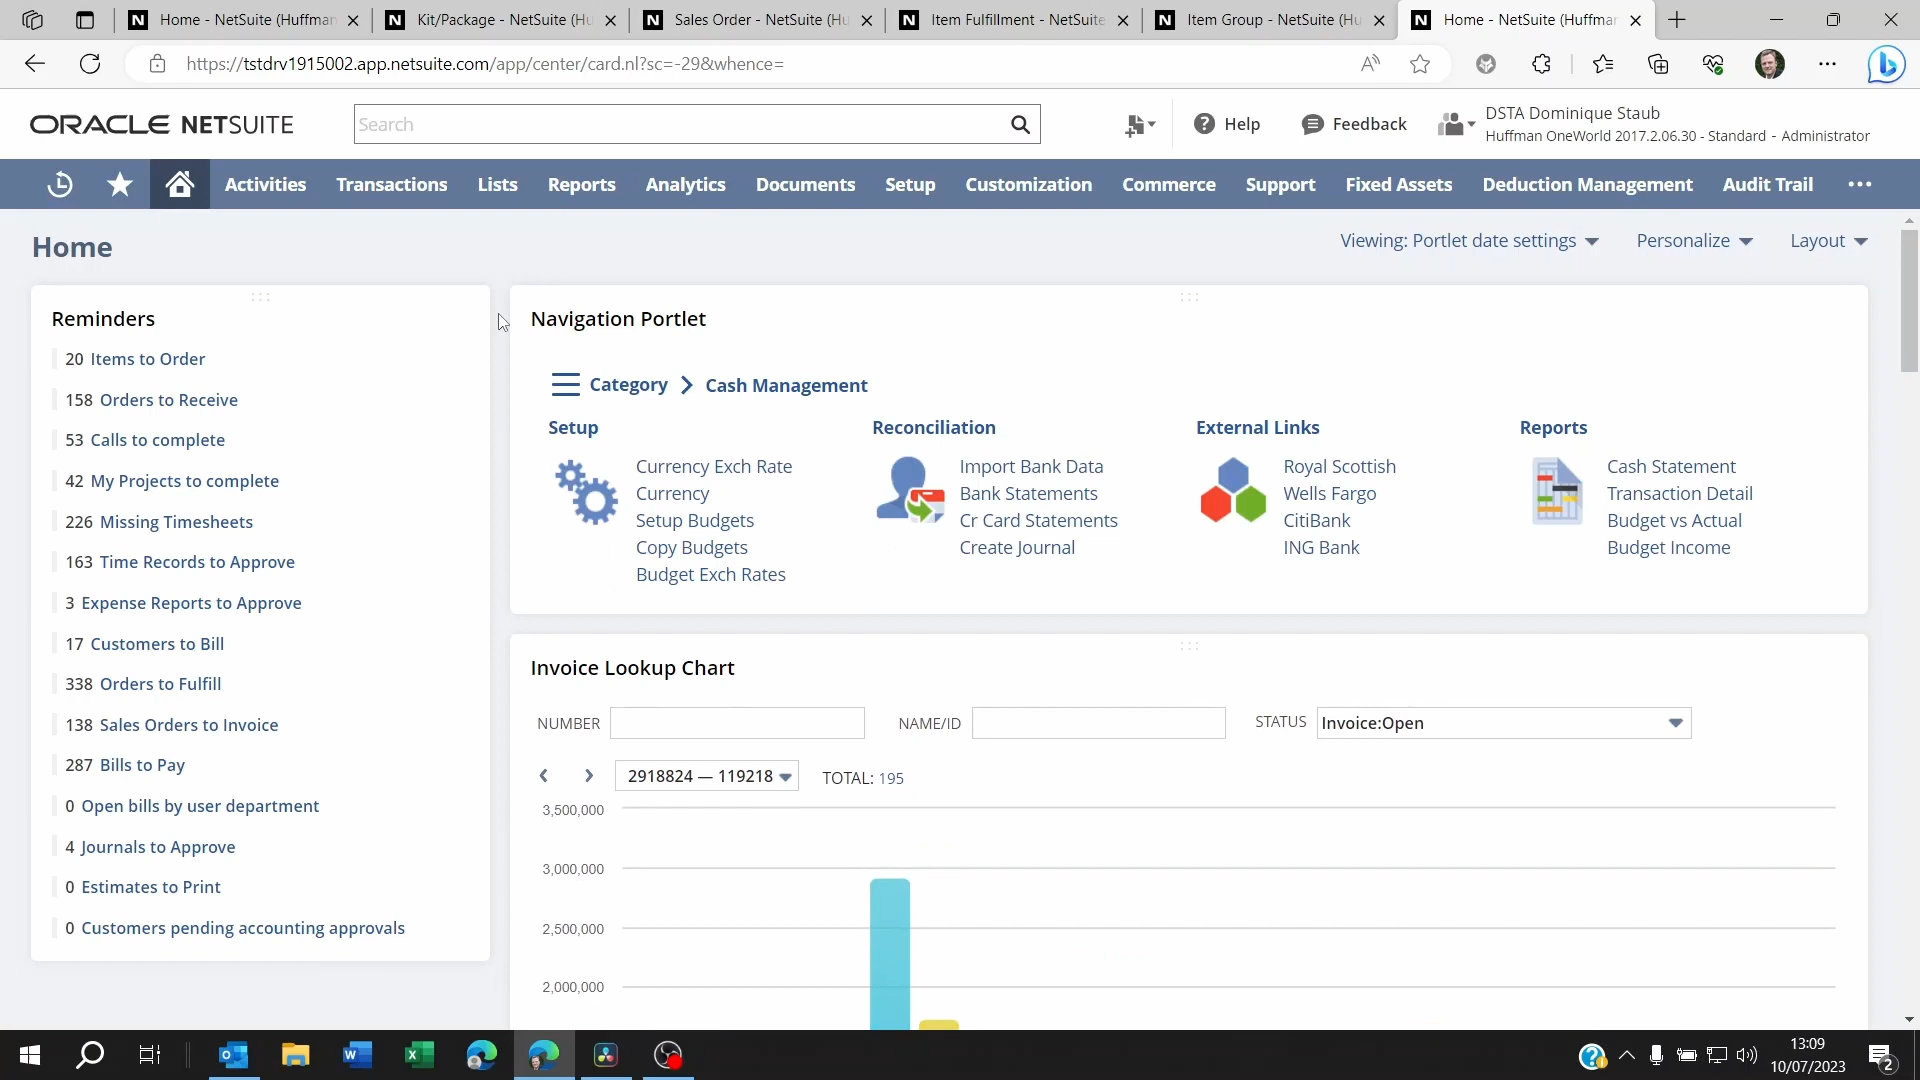 Home - NetSuite (Huffman
Kit/Package - NetSuite (Hu
Sales Order - NetSuite (Hu
Item Fulfillment - NetSuite
Item Group - NetSuite (Hu
Home - NetSuite (Huffman
https://tstdrv1915002.app.netsuite.com/app/center/card.nl?sc=-29&whence=
ORACLE NETSUITE
Search
Help
Feedback
DSTA Dominique Staub
Huffman OneWorld 2017.2.06.30 - Standard - Administrator
Activities
Transactions
Lists
Reports
Analytics
Documents
Setup
Customization
Commerce
Support
Fixed Assets
Deduction Management
Audit Trail
Home
Viewing: Portlet date settings
Personalize
Layout
Reminders
20 Items to Order
158 Orders to Receive
53 Calls to complete
42 My Projects to complete
226 Missing Timesheets
163 Time Records to Approve
3 Expense Reports to Approve
17 Customers to Bill
338 Orders to Fulfill
138 Sales Orders to Invoice
287 Bills to Pay
0 Open bills by user department
4 Journals to Approve
0 Estimates to Print
0 Customers pending accounting approvals
Navigation Portlet
Category > Cash Management
Setup
Currency Exch Rate
Currency
Setup Budgets
Copy Budgets
Budget Exch Rates
Reconciliation
Import Bank Data
Bank Statements
Cr Card Statements
Create Journal
External Links
Royal Scottish
Wells Fargo
CitiBank
ING Bank
Reports
Cash Statement
Transaction Detail
Budget vs Actual
Budget Income
Invoice Lookup Chart
NUMBER
NAME/ID
STATUS
Invoice:Open
2918824 — 119218
TOTAL: 195
3,500,000
3,000,000
2,500,000
2,000,000
13:09
10/07/2023
2